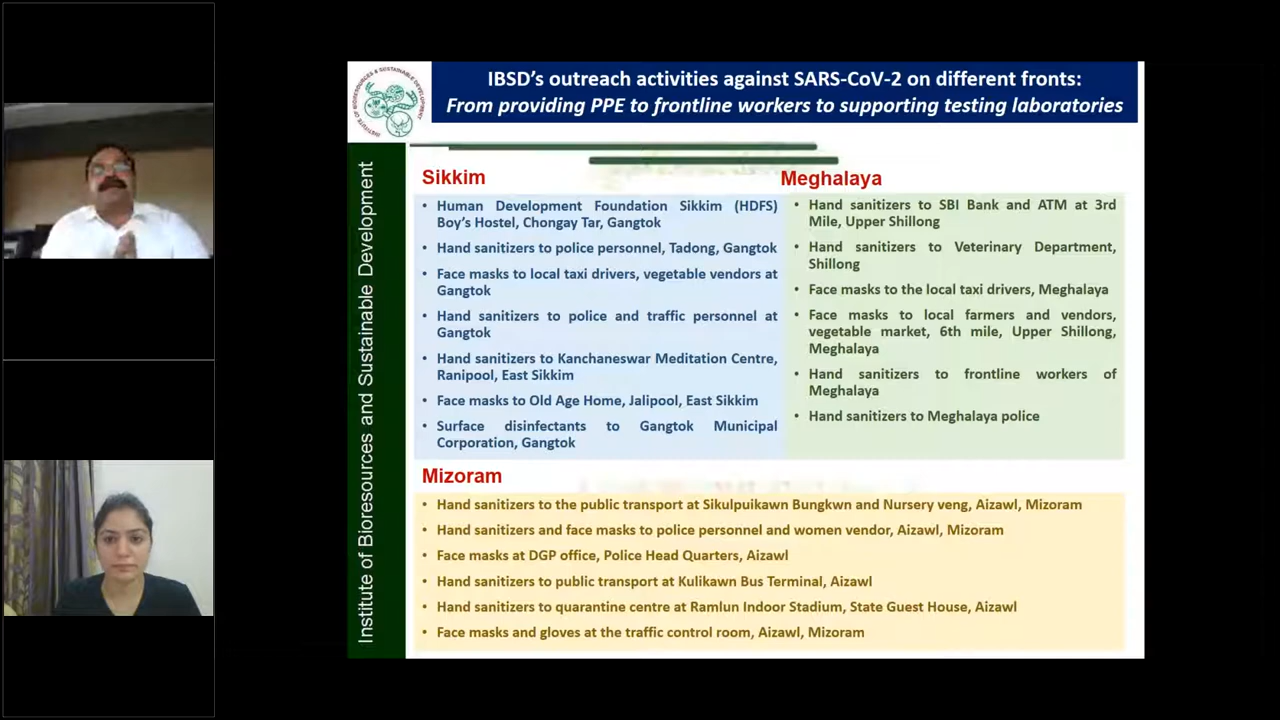 IBSD's outreach activities against SARS-CoV-2 on different fronts:
From providing PPE to frontline workers to supporting testing laboratories
INSTITUTE OF BIORESOURCES & SUSTAINABLE DEVELOPMENT
Institute of Bioresources and Sustainable Development
Sikkim
• Human Development Foundation Sikkim (HDFS)
Boy's Hostel, Chongay Tar, Gangtok
• Hand sanitizers to police personnel, Tadong, Gangtok
• Face masks to local taxi drivers, vegetable vendors at
Gangtok
• Hand sanitizers to police and traffic personnel at
Gangtok
• Hand sanitizers to Kanchaneswar Meditation Centre,
Ranipool, East Sikkim
• Face masks to Old Age Home, Jalipool, East Sikkim
• Surface disinfectants to Gangtok Municipal
Corporation, Gangtok
Meghalaya
• Hand sanitizers to SBI Bank and ATM at 3rd
Mile, Upper Shillong
• Hand sanitizers to Veterinary Department,
Shillong
• Face masks to the local taxi drivers, Meghalaya
• Face masks to local farmers and vendors,
vegetable market, 6th mile, Upper Shillong,
Meghalaya
• Hand sanitizers to frontline workers of
Meghalaya
• Hand sanitizers to Meghalaya police
Mizoram
• Hand sanitizers to the public transport at Sikulpuikawn Bungkwn and Nursery veng, Aizawl, Mizoram
• Hand sanitizers and face masks to police personnel and women vendor, Aizawl, Mizoram
• Face masks at DGP office, Police Head Quarters, Aizawl
• Hand sanitizers to public transport at Kulikawn Bus Terminal, Aizawl
• Hand sanitizers to quarantine centre at Ramlun Indoor Stadium, State Guest House, Aizawl
• Face masks and gloves at the traffic control room, Aizawl, Mizoram